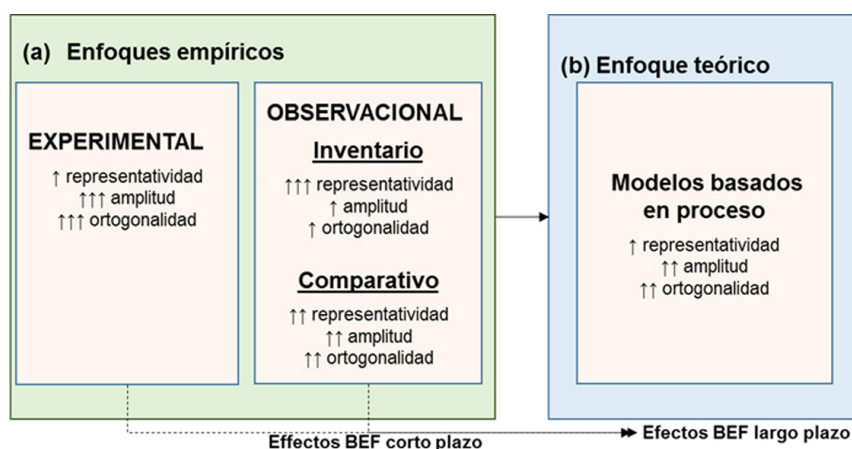 (a) Enfoques empíricos
EXPERIMENTAL
↑ representatividad
↑↑↑ amplitud
↑↑↑ ortogonalidad
OBSERVACIONAL
Inventario
↑↑↑ representatividad
↑ amplitud
↑ ortogonalidad
Comparativo
↑↑ representatividad
↑↑ amplitud
↑↑ ortogonalidad
(b) Enfoque teórico
Modelos basados
en proceso
↑ representatividad
↑↑ amplitud
↑↑ ortogonalidad
Effectos BEF corto plazo
Efectos BEF largo plazo